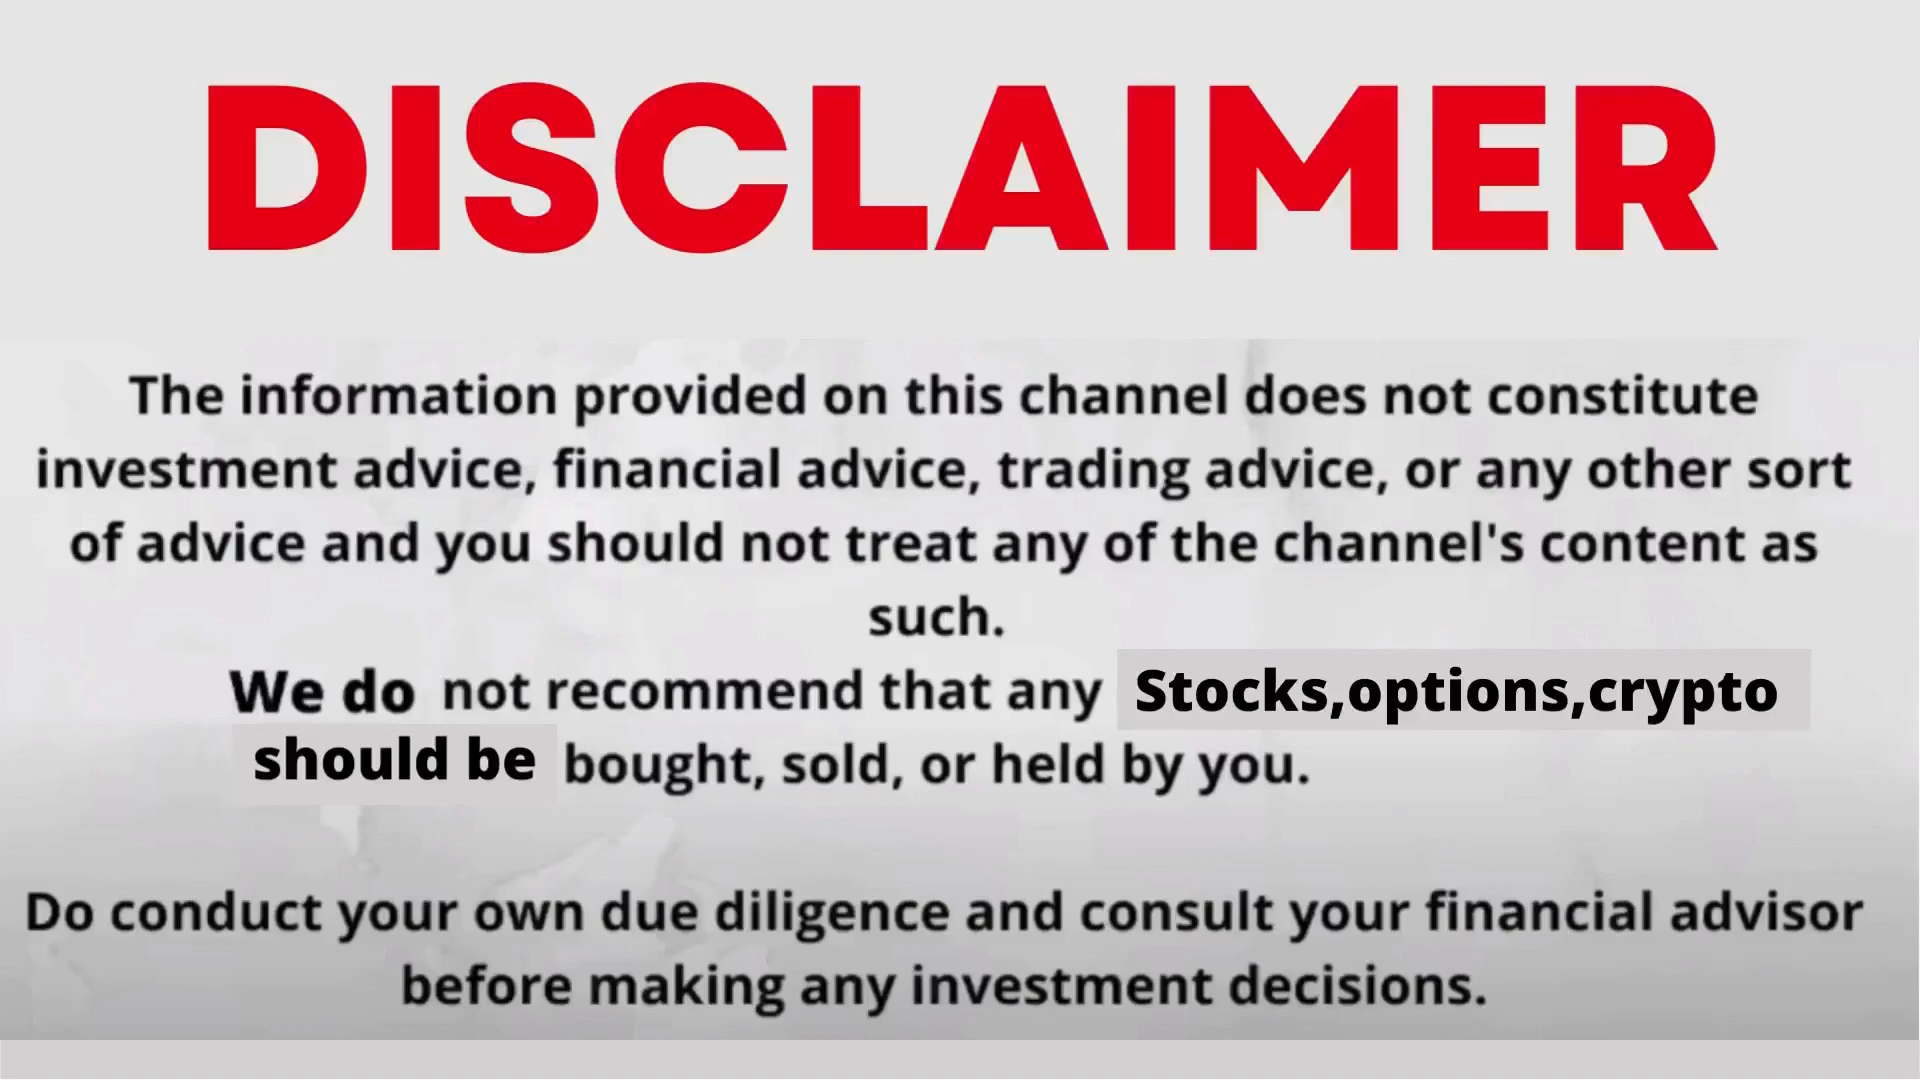 DISCLAIMER
The information provided on this channel does not constitute
investment advice, financial advice, trading advice, or any other sort
of advice and you should not treat any of the channel's content as
such.
We do not recommend that any Stocks,options,crypto
should be bought, sold, or held by you.
Do conduct your own due diligence and consult your financial advisor
before making any investment decisions.